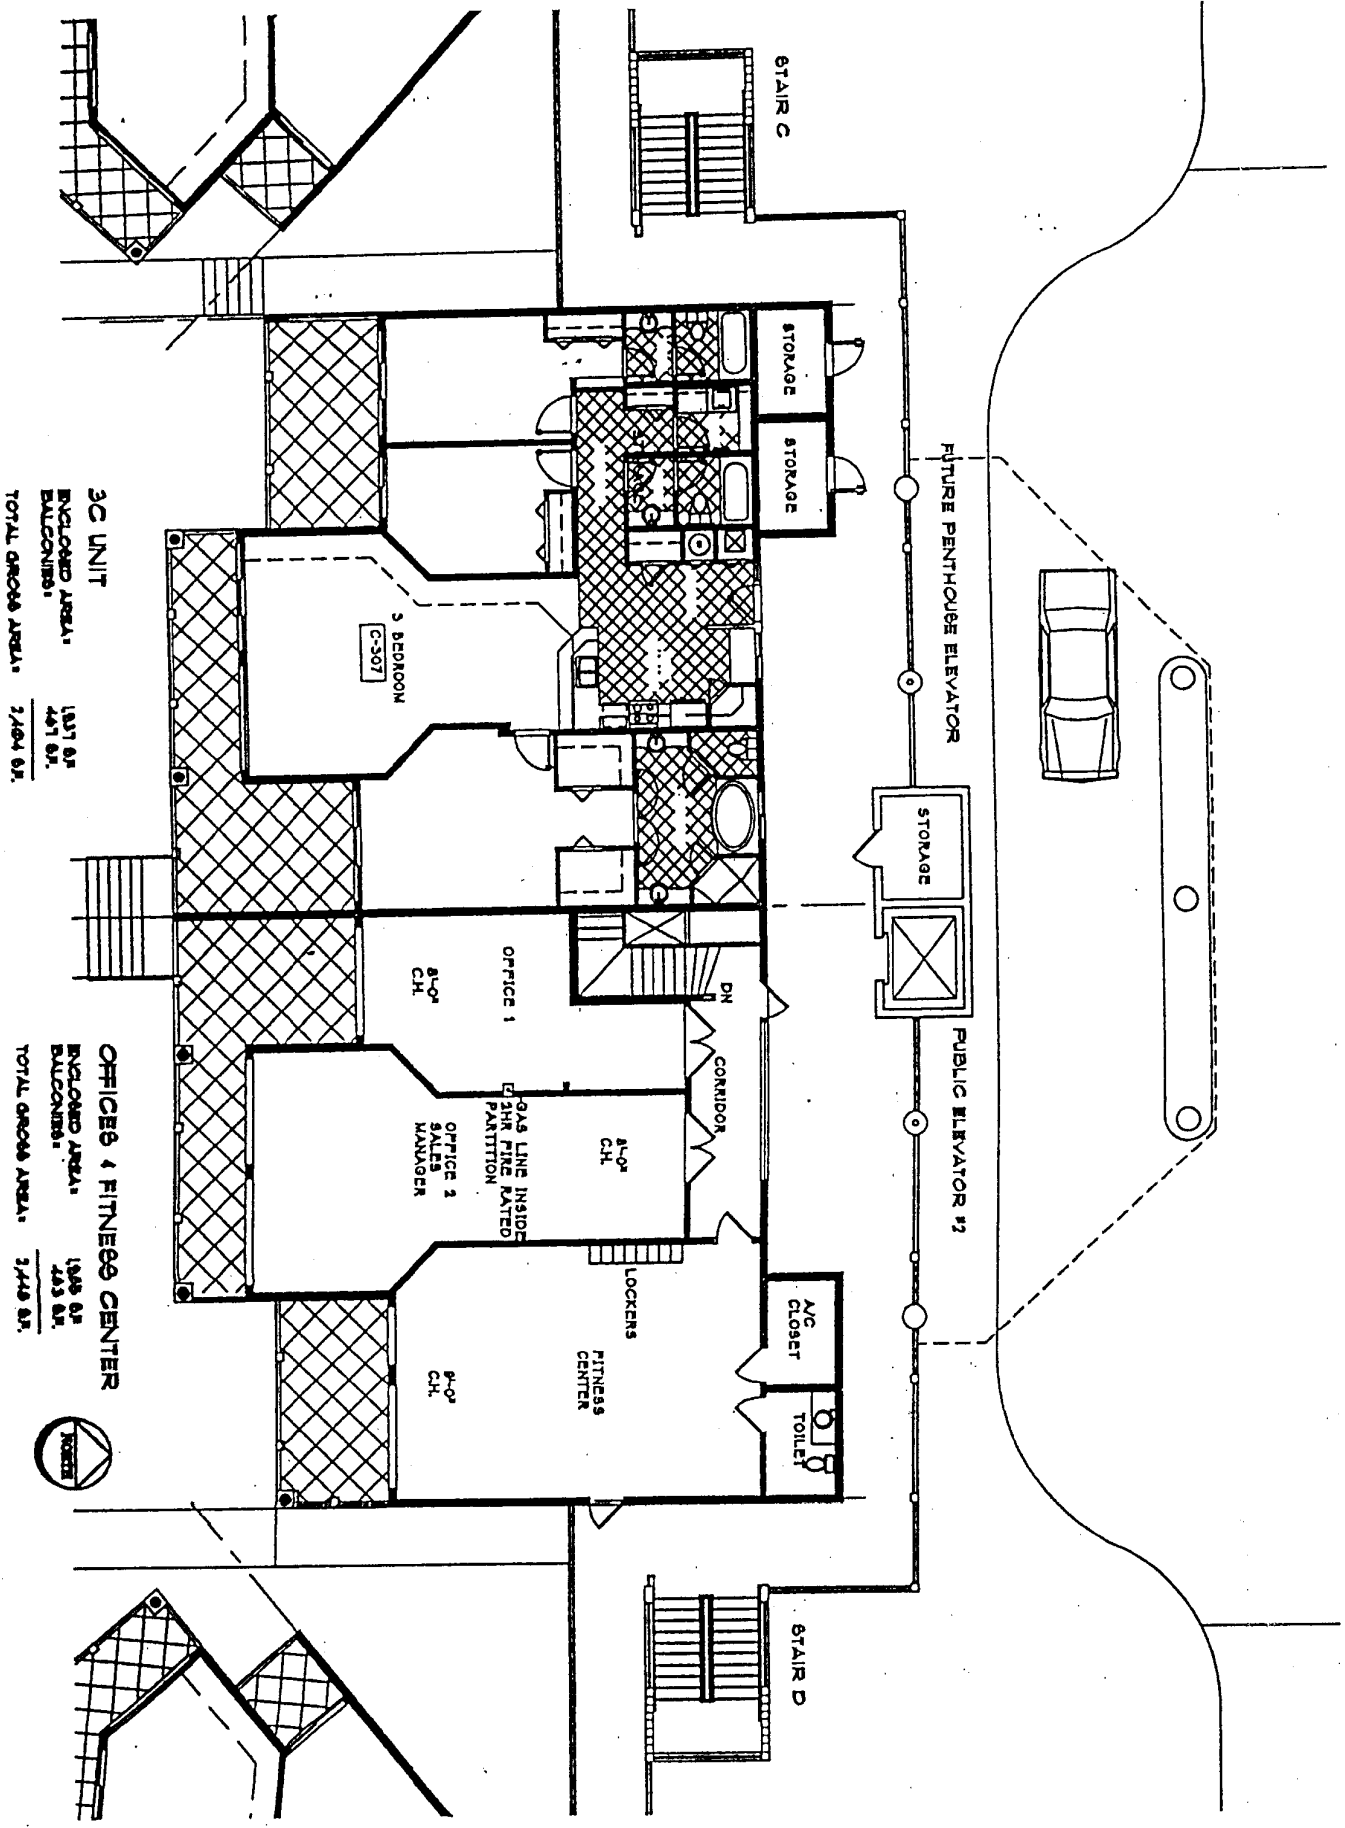 FUTURE PENTHOUSE ELEVATOR
PUBLIC ELEVATOR #2
STAIR C
STORAGE
STORAGE
STORAGE
A/C
CLOSET
TOILET
STAIR D
DN
CORRIDOR
OFFICE 1
8'-0"
C.H.
8'-0"
C.H.
GAS LINE INSIDE
2HR FIRE RATED
PARTITION
OFFICE 2
SALES
MANAGER
LOCKERS
FITNESS
CENTER
C.H.
3 BEDROOM
C-307
3C UNIT
ENCLOSED AREA:
BALCONIES:
467 S.F.
TOTAL GROSS AREA:
OFFICES & FITNESS CENTER
ENCLOSED AREA:
BALCONIES:
TOTAL GROSS AREA:
NORTH